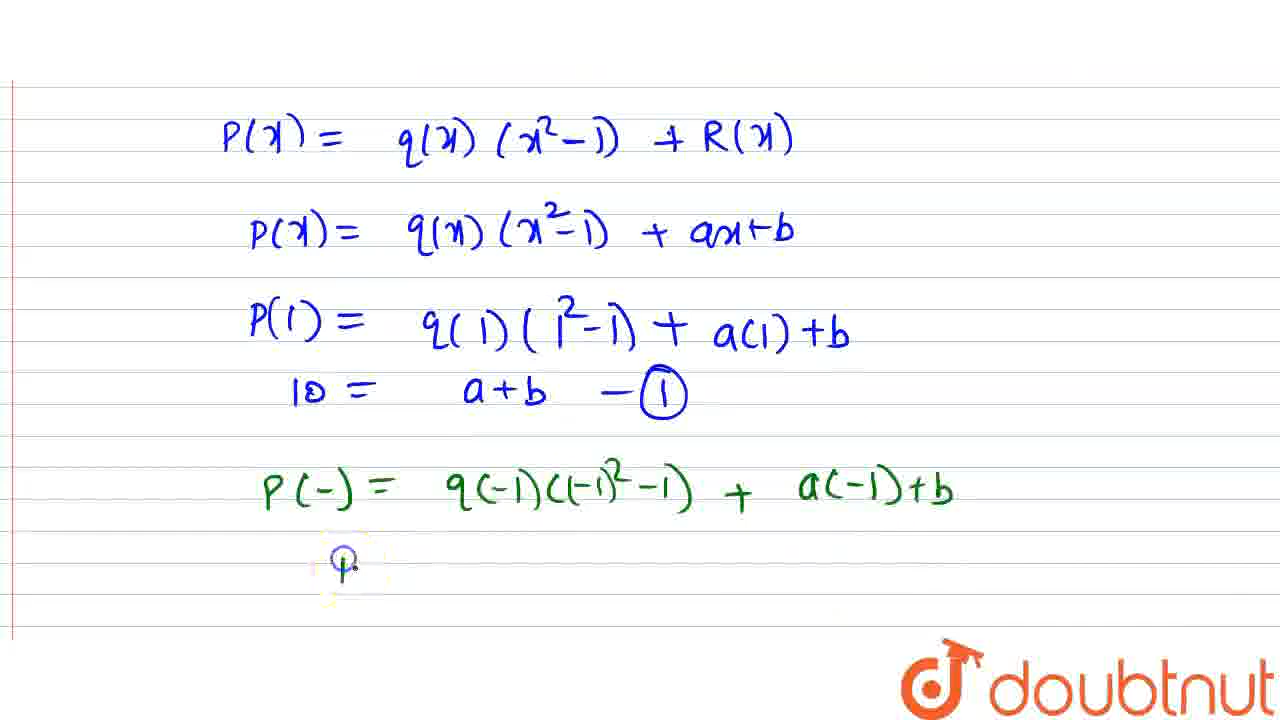 P(x) = q(x) (x² - 1) + R(x)
P(x) = q(x) (x² - 1) + ax + b
P(1) = q(1) (1² - 1) + a(1) + b
10 = a + b - ①
P(-) = q(-1)((-1)² - 1) + a(-1) + b
doubtnut